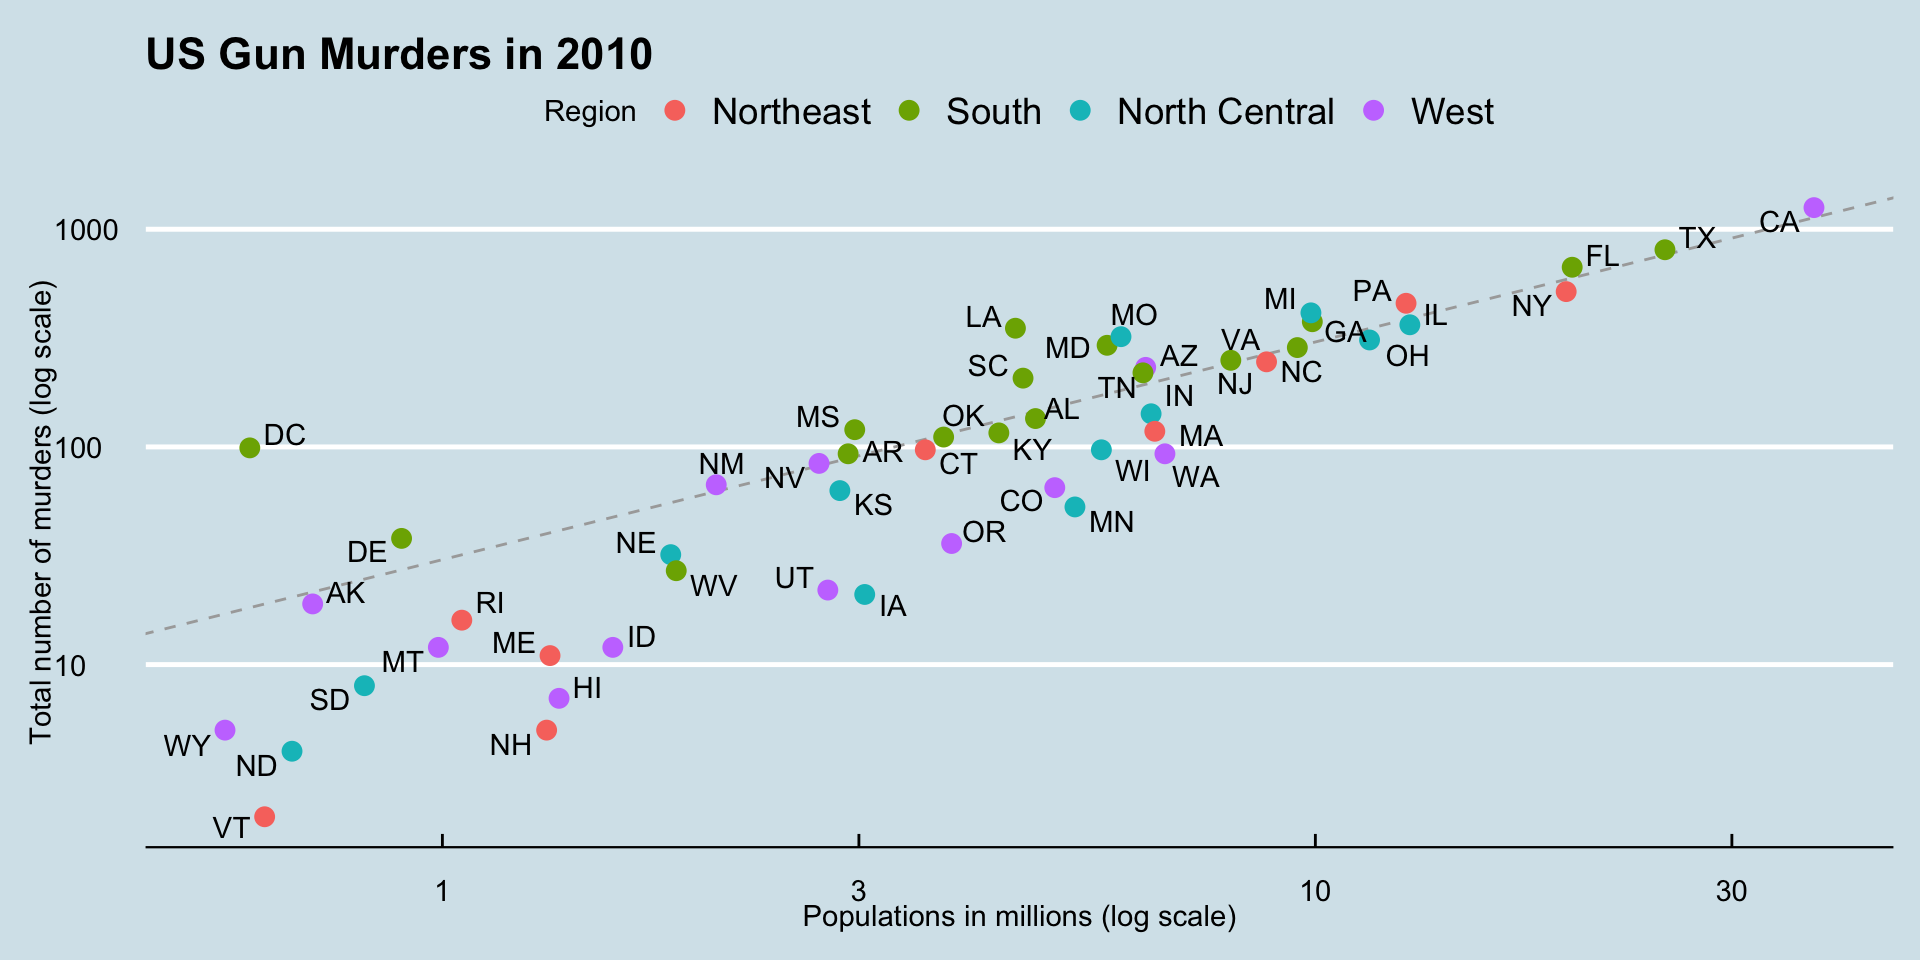 US Gun Murders in 2010
Region Northeast South North Central West
Total number of murders (log scale)
1000
100
10
CA
TX
FL
NY
PA
IL
MI
GA
OH
LA
MO
MD
VA
SC
AZ
TN
NJ
NC
IN
MS
OK
AL
DC
MA
AR
KY
NM
NV
CT
WI
WA
KS
CO
MN
OR
NE
DE
UT
WV
AK
RI
IA
ME
ID
MT
HI
SD
WY
NH
ND
VT
1 3 10 30
Populations in millions (log scale)